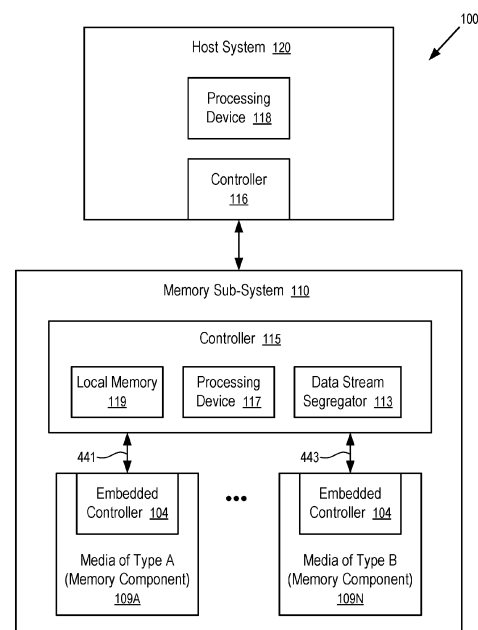 100
Host System 120
Processing
Device 118
Controller
116
Memory Sub-System 110
Controller 115
Local Memory
119
Processing
Device 117
Data Stream
Segregator 113
441
443
Embedded
Controller 104
Media of Type A
(Memory Component)
109A
Embedded
Controller 104
Media of Type B
(Memory Component)
109N